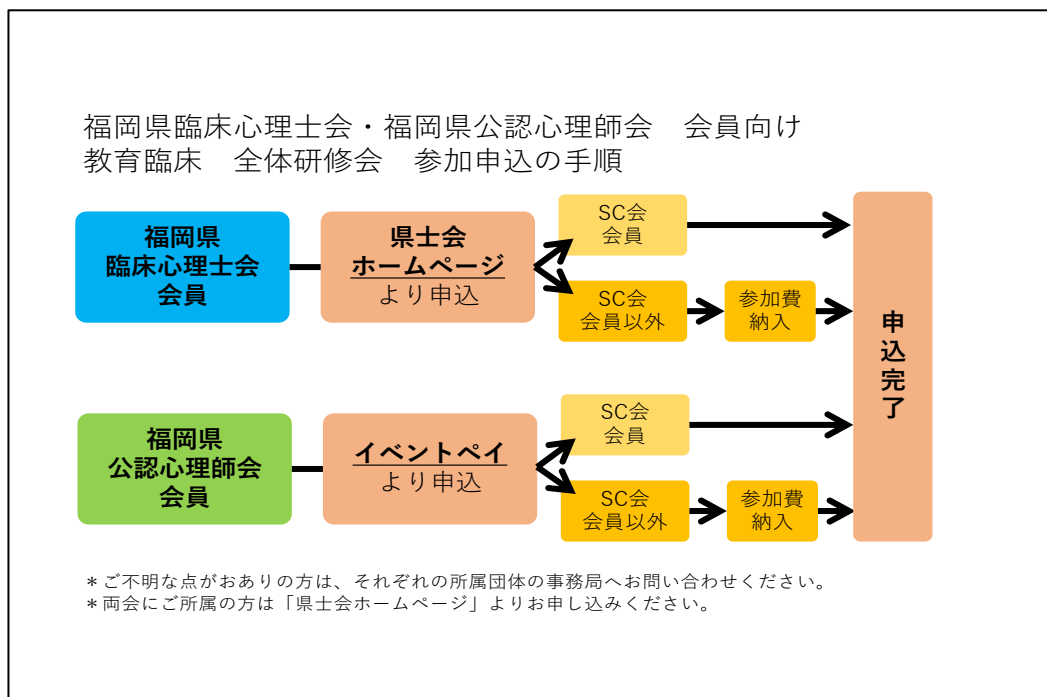 福岡県臨床心理士会・福岡県公認心理師会　会員向け
教育臨床　全体研修会　参加申込の手順
福岡県
臨床心理士会
会員
県士会
ホームページ
より申込
SC会
会員
SC会
会員以外
参加費
納入
福岡県
公認心理師会
会員
イベントペイ
より申込
SC会
会員
SC会
会員以外
参加費
納入
申込完了
＊ご不明な点がおありの方は、それぞれの所属団体の事務局へお問い合わせください。
＊両会にご所属の方は「県士会ホームページ」よりお申し込みください。